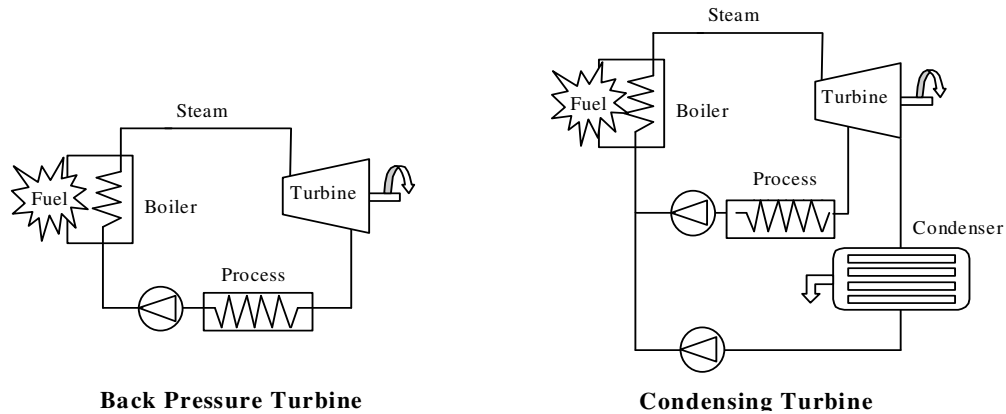 Steam
Fuel
Boiler
Turbine
Process
Back Pressure Turbine
Steam
Fuel
Boiler
Turbine
Process
Condenser
Condensing Turbine